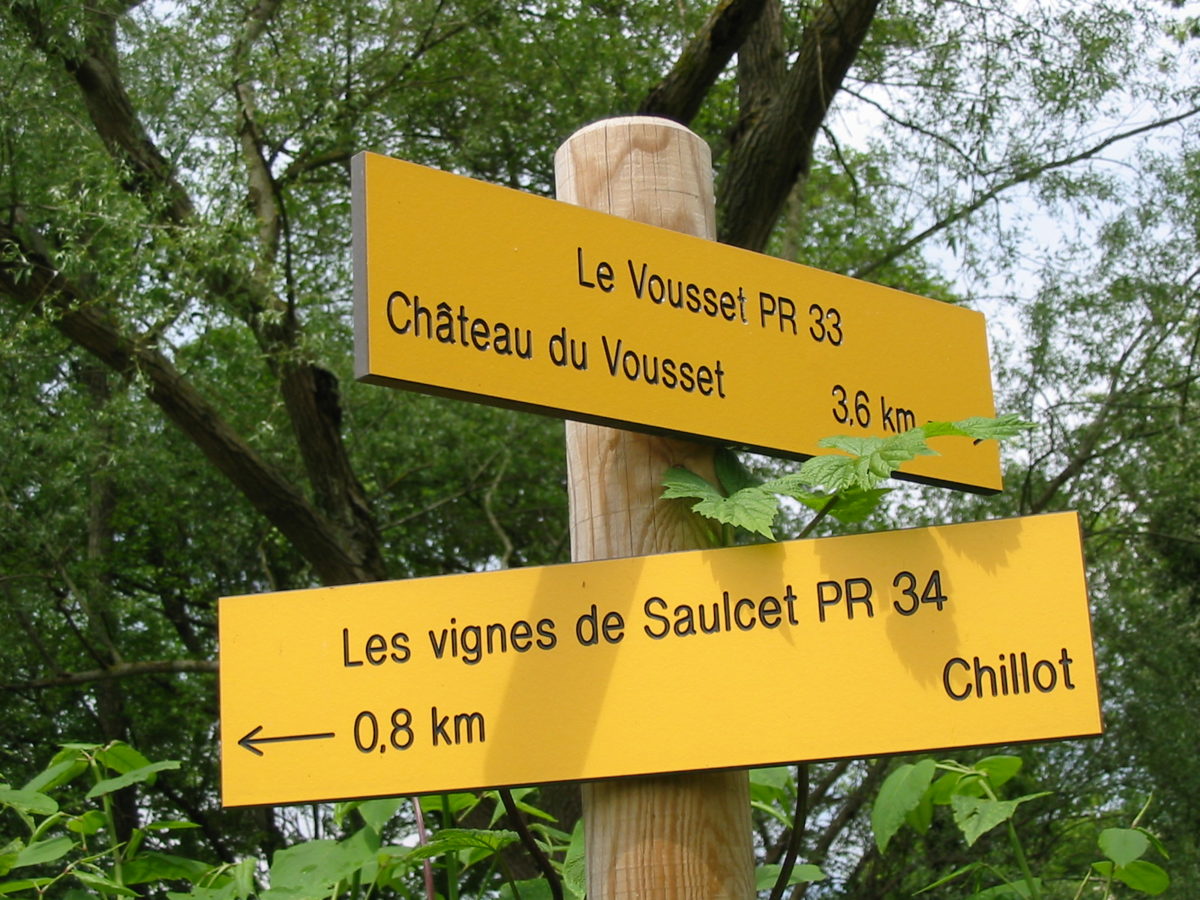 Le Vousset PR 33
Château du Vousset
3,6 km
Les vignes de Saulcet PR 34
Chillot
← 0,8 km